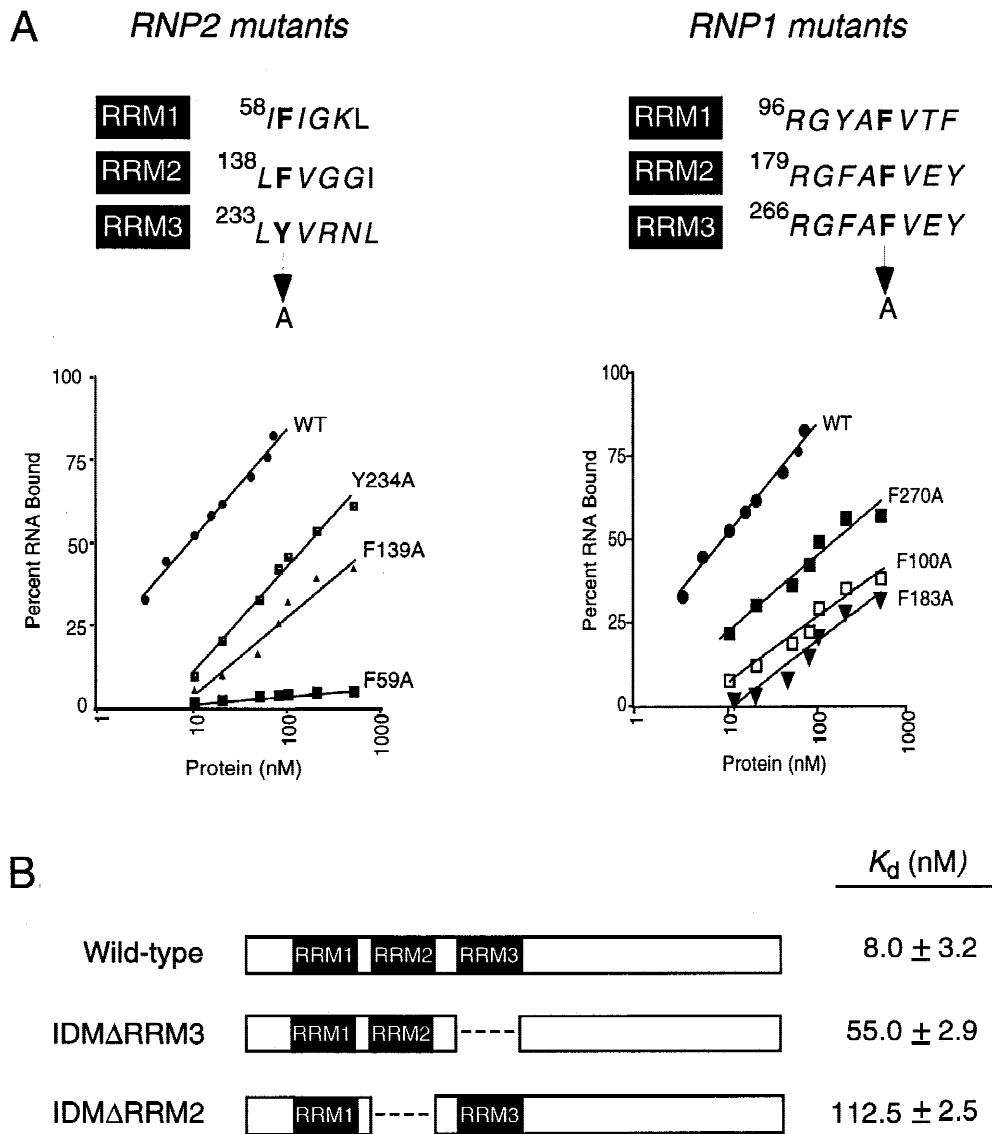 A
RNP2 mutants
RNP1 mutants
RRM1 58IFIGKL
RRM2 138LFVGGI
RRM3 233LYVRNL
A
RRM1 96RGYAFVTF
RRM2 179RGFAFVEY
RRM3 266RGFAFVEY
A
100
75
50
25
0
Percent RNA Bound
WT
Y234A
F139A
F59A
1
10
100
1000
Protein (nM)
100
75
50
25
0
Percent RNA Bound
WT
F270A
F100A
F183A
1
10
100
1000
Protein (nM)
B
Kd (nM)
Wild-type RRM1 RRM2 RRM3 8.0 ± 3.2
IDMΔRRM3 RRM1 RRM2 55.0 ± 2.9
IDMΔRRM2 RRM1 RRM3 112.5 ± 2.5